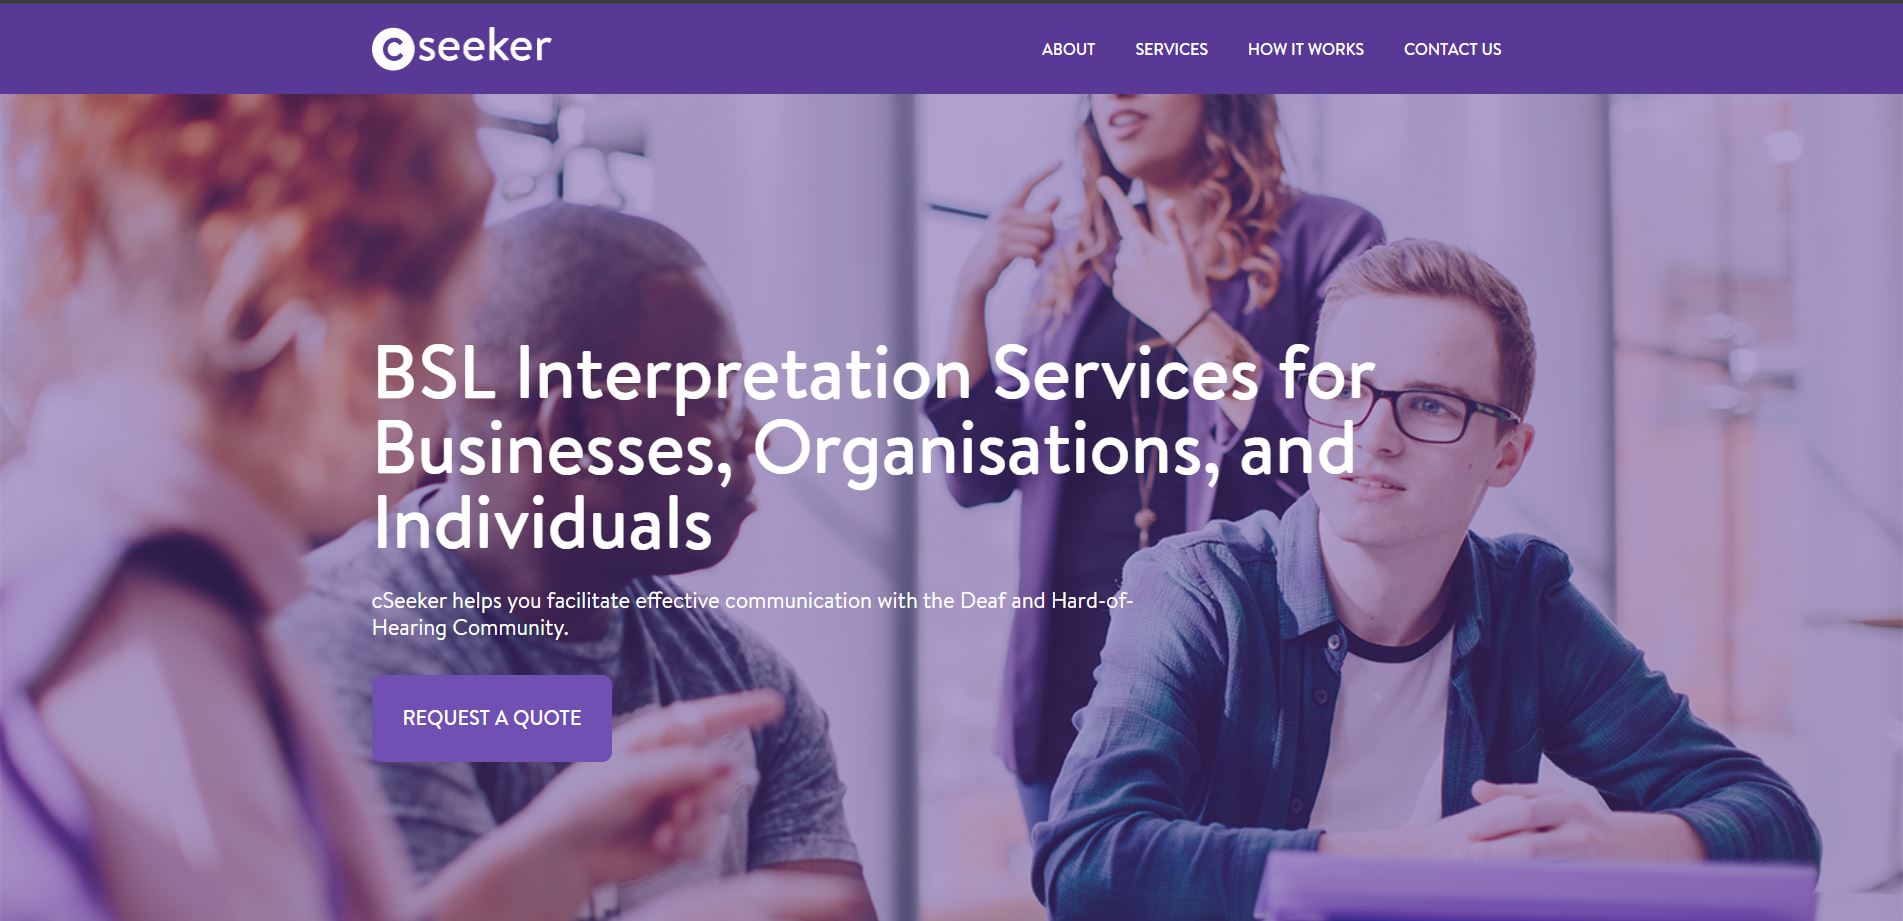 cseeker
ABOUT SERVICES HOW IT WORKS CONTACT US
BSL Interpretation Services for
Businesses, Organisations, and
Individuals
cSeeker helps you facilitate effective communication with the Deaf and Hard-of-
Hearing Community.
REQUEST A QUOTE